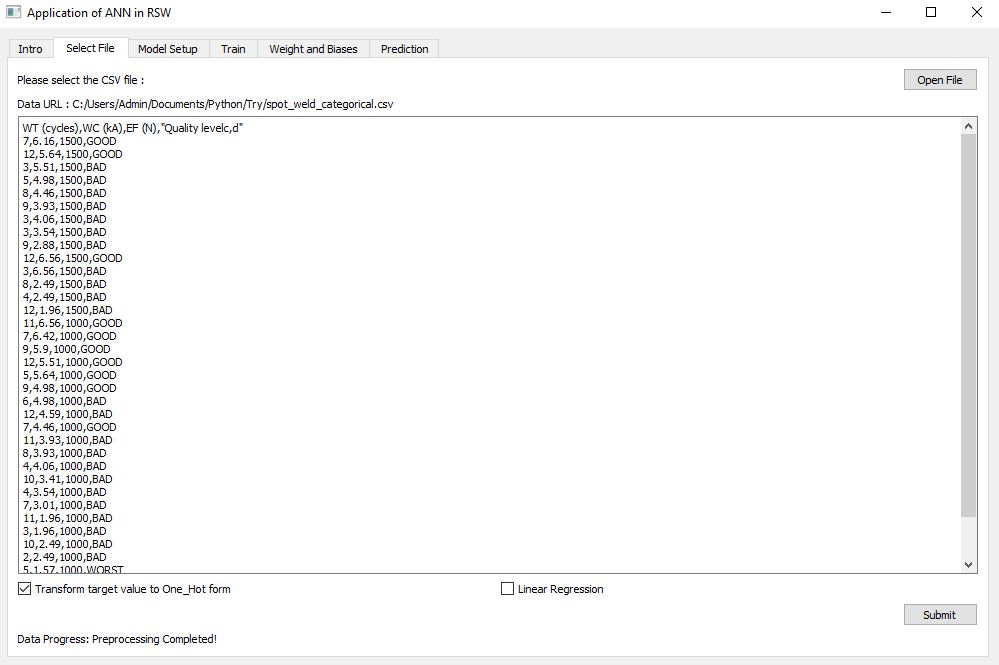 Application of ANN in RSW
Intro Select File Model Setup Train Weight and Biases Prediction
Please select the CSV file :
Open File
Data URL : C:/Users/Admin/Documents/Python/Try/spot_weld_categorical.csv
WT (cycles),WC (kA),EF (N),"Quality levelc,d"
7,6.16,1500,GOOD
12,5.64,1500,GOOD
3,5.51,1500,BAD
5,4.98,1500,BAD
8,4.46,1500,BAD
9,3.93,1500,BAD
3,4.06,1500,BAD
3,3.54,1500,BAD
9,2.88,1500,BAD
12,6.56,1500,GOOD
3,6.56,1500,BAD
8,2.49,1500,BAD
4,2.49,1500,BAD
12,1.96,1500,BAD
11,6.56,1000,GOOD
7,6.42,1000,GOOD
9,5.9,1000,GOOD
12,5.51,1000,GOOD
5,5.64,1000,GOOD
9,4.98,1000,GOOD
6,4.98,1000,BAD
12,4.59,1000,BAD
7,4.46,1000,GOOD
11,3.93,1000,BAD
8,3.93,1000,BAD
4,4.06,1000,BAD
10,3.41,1000,BAD
4,3.54,1000,BAD
7,3.01,1000,BAD
11,1.96,1000,BAD
3,1.96,1000,BAD
10,2.49,1000,BAD
2,2.49,1000,BAD
5,1.57,1000,WORST
Transform target value to One_Hot form
Linear Regression
Submit
Data Progress: Preprocessing Completed!